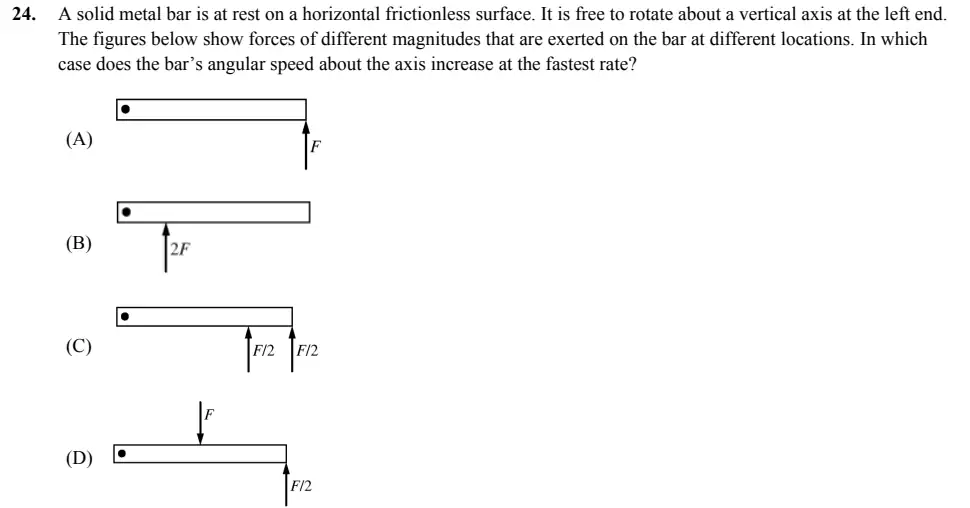 24. A solid metal bar is at rest on a horizontal frictionless surface. It is free to rotate about a vertical axis at the left end.
The figures below show forces of different magnitudes that are exerted on the bar at different locations. In which
case does the bar’s angular speed about the axis increase at the fastest rate?
(A)
F
(B)
2F
(C)
F/2 F/2
F
(D)
F/2